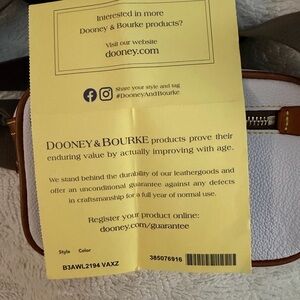 Interested in more
Dooney & Bourke products?
Visit our website
dooney.com
Share your style and tag
#DooneyAndBourke
DOONEY & BOURKE products prove their
enduring value by actually improving with age.
We stand behind the durability of our leathergoods and
offer an unconditional guarantee against any defects
in craftsmanship for a full year of normal use.
Register your product online:
dooney.com/guarantee
Style Color
B3AWL2194 VAXZ
385076916